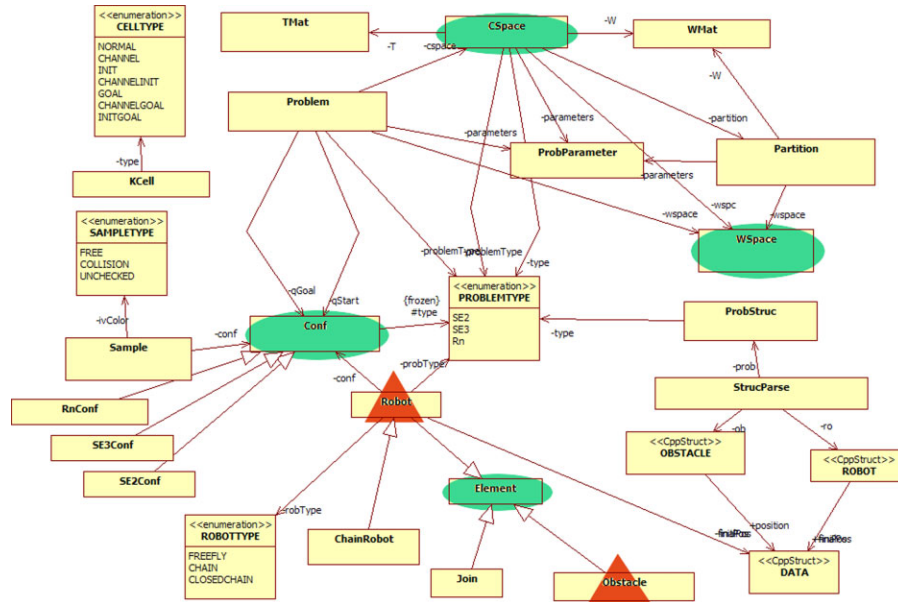 <<enumeration>>
CELLTYPE
NORMAL
CHANNEL
INIT
CHANNELINIT
GOAL
CHANNELGOAL
INITGOAL
-type
KCell
TMat
-T
-cspace
CSpace
-W
WMat
-W
Problem
-parameters
-parameters
ProbParameter
-partition
Partition
-parameters
-wspc
-wspace
-wspace
WSpace
<<enumeration>>
SAMPLETYPE
FREE
COLLISION
UNCHECKED
-ivColor
Sample
-conf
-qGoal
-qStart
Conf
{frozen}
#type
-problemType
-problemType
-type
<<enumeration>>
PROBLEMTYPE
SE2
SE3
Rn
-type
ProbStruc
-prob
StrucParse
-ob
-ro
<<CppStruct>>
OBSTACLE
<<CppStruct>>
ROBOT
RnConf
SE3Conf
SE2Conf
-conf
-probType
Robot
-robType
<<enumeration>>
ROBOTTYPE
FREEFLY
CHAIN
CLOSEDCHAIN
ChainRobot
Element
Join
Obstacle
+position
<<CppStruct>>
DATA